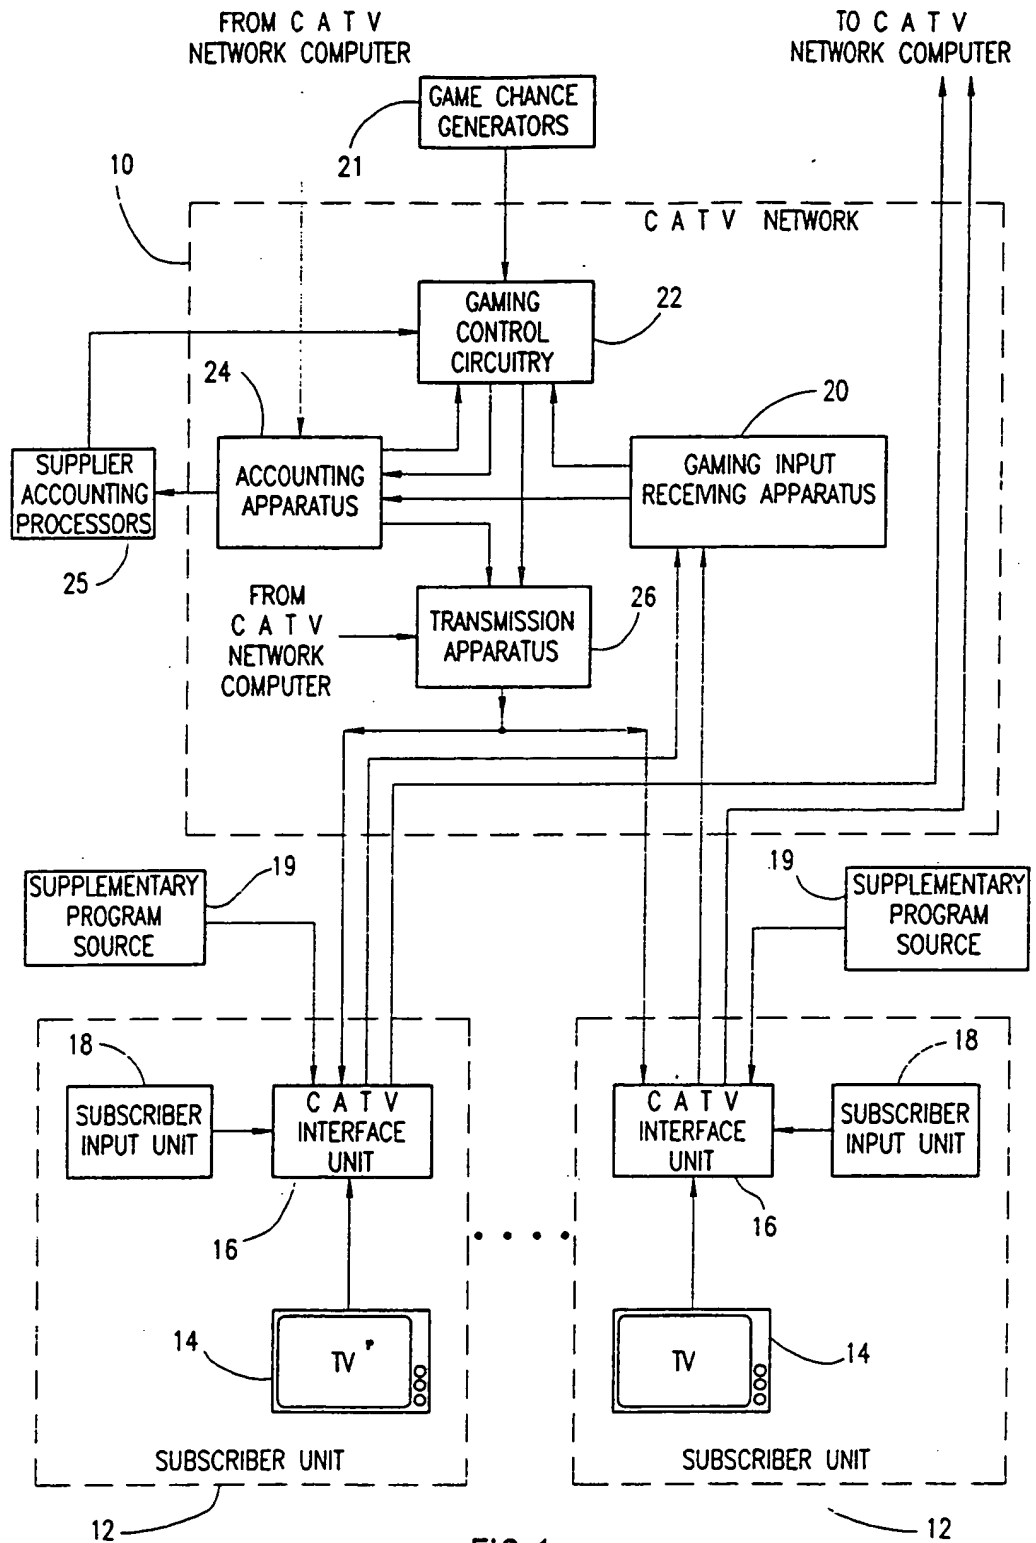 FROM C A T V
NETWORK COMPUTER
TO C A T V
NETWORK COMPUTER
GAME CHANCE
GENERATORS
21
10
C A T V NETWORK
GAMING
CONTROL
CIRCUITRY
22
24
20
SUPPLIER
ACCOUNTING
PROCESSORS
25
ACCOUNTING
APPARATUS
GAMING INPUT
RECEIVING APPARATUS
FROM
C A T V
NETWORK
COMPUTER
TRANSMISSION
APPARATUS
26
SUPPLEMENTARY
PROGRAM
SOURCE
19
19
SUPPLEMENTARY
PROGRAM
SOURCE
18
SUBSCRIBER
INPUT UNIT
C A T V
INTERFACE
UNIT
16
C A T V
INTERFACE
UNIT
16
18
SUBSCRIBER
INPUT UNIT
14
TV
TV
14
SUBSCRIBER UNIT
SUBSCRIBER UNIT
12
12